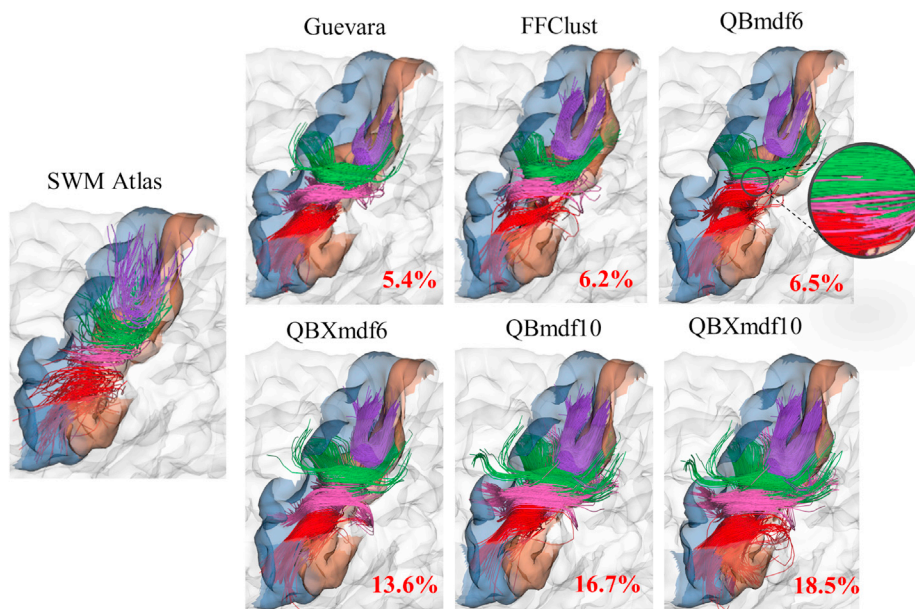 Guevara
FFClust
QBmdf6
SWM Atlas
5.4%
6.2%
6.5%
QBXmdf6
QBmdf10
QBXmdf10
13.6%
16.7%
18.5%